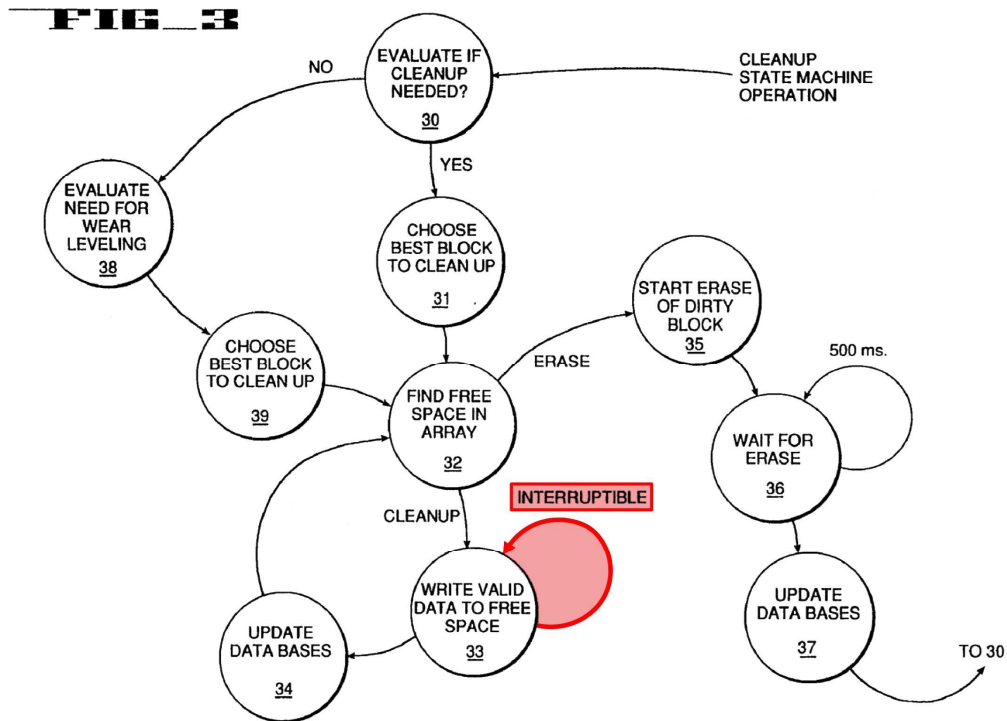 FIG_3
EVALUATE IF
CLEANUP
NEEDED?
30
NO
YES
CLEANUP
STATE MACHINE
OPERATION
EVALUATE
NEED FOR
WEAR
LEVELING
38
CHOOSE
BEST BLOCK
TO CLEAN UP
31
START ERASE
OF DIRTY
BLOCK
35
CHOOSE
BEST BLOCK
TO CLEAN UP
39
ERASE
500 ms.
FIND FREE
SPACE IN
ARRAY
32
WAIT FOR
ERASE
36
CLEANUP
INTERRUPTIBLE
WRITE VALID
DATA TO FREE
SPACE
33
UPDATE
DATA BASES
34
UPDATE
DATA BASES
37
TO 30